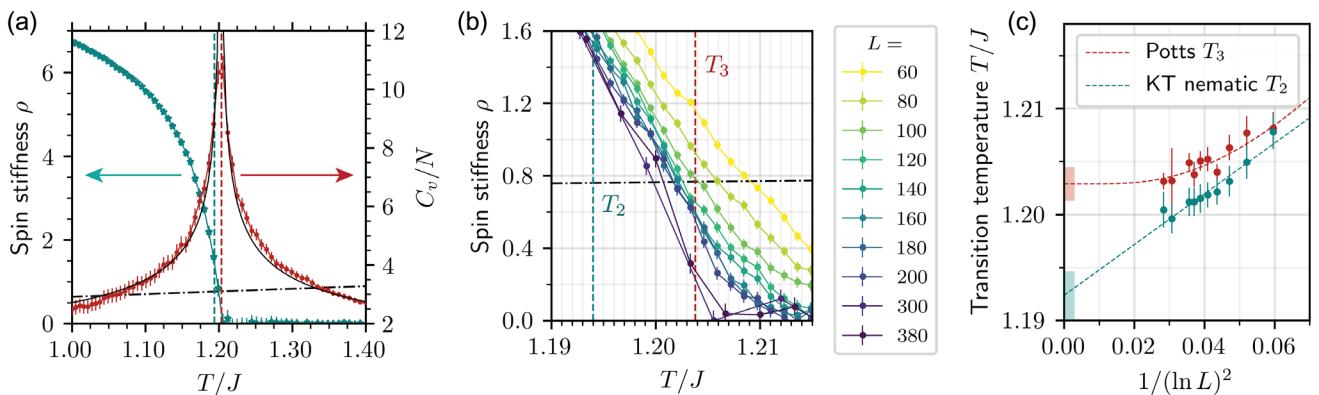 (a)
Spin stiffness ρ
6
4
2
0
12
10
8
6
4
2
C_v/N
1.00
1.10
1.20
1.30
1.40
T/J
(b)
Spin stiffness ρ
1.6
1.2
0.8
0.4
0.0
T_3
T_2
1.19
1.20
1.21
T/J
L =
60
80
100
120
140
160
180
200
300
380
(c)
Transition temperature T/J
Potts T_3
KT nematic T_2
1.21
1.20
1.19
0.00
0.02
0.04
0.06
1/(ln L)^2